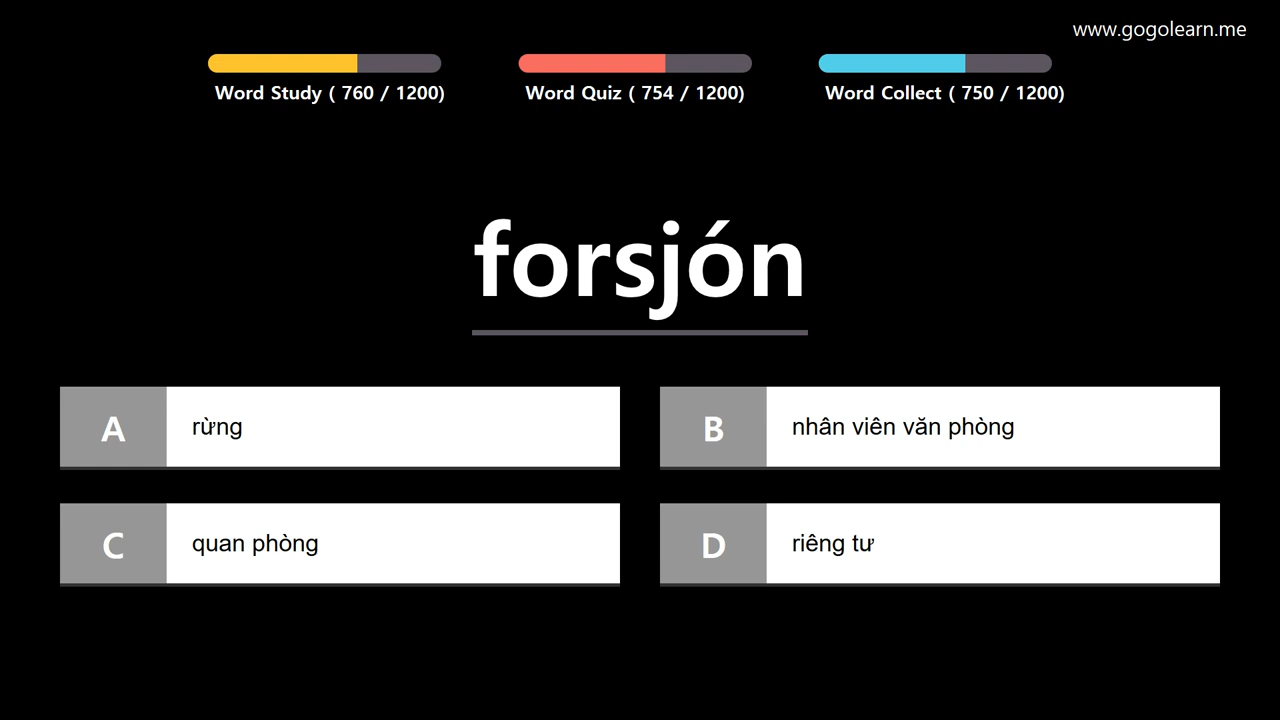 www.gogolearn.me
Word Study ( 760 / 1200)
Word Quiz ( 754 / 1200)
Word Collect ( 750 / 1200)
forsjón
A
rừng
B
nhân viên văn phòng
C
quan phòng
D
riêng tư